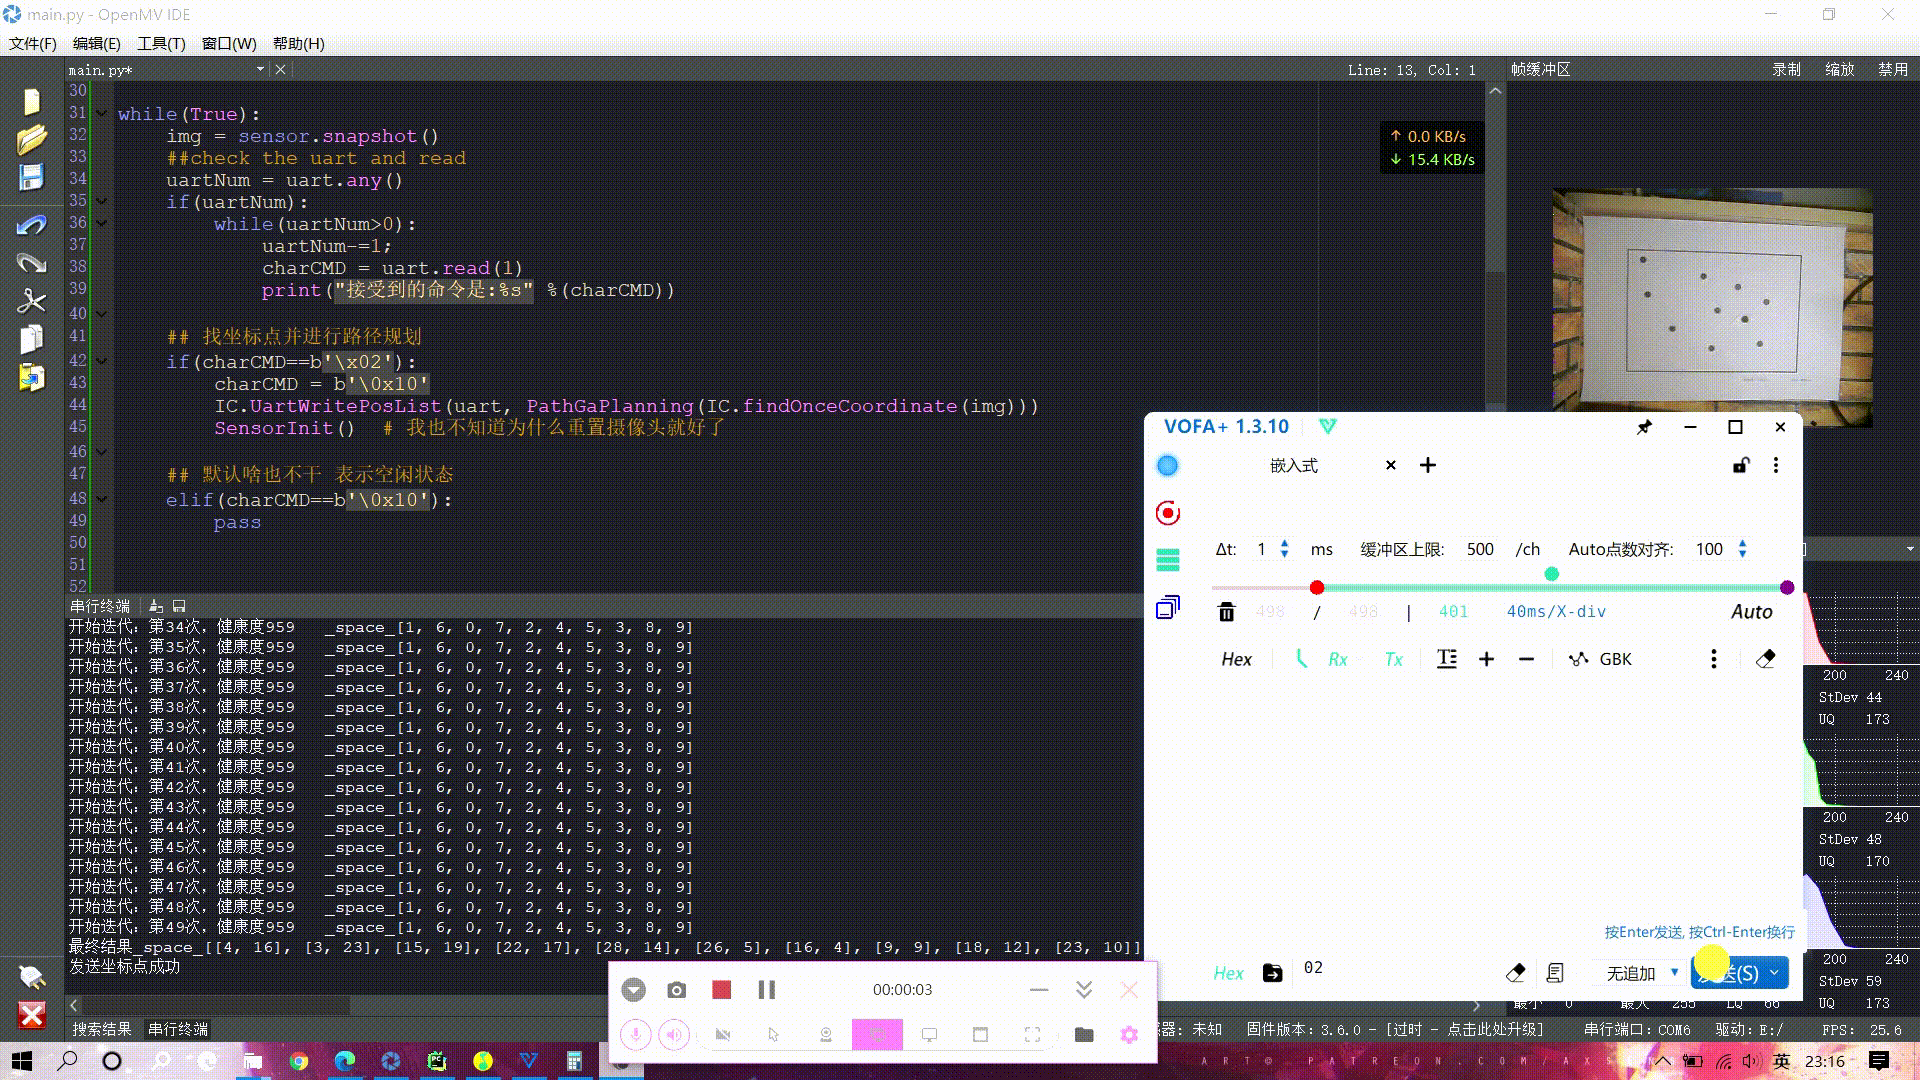 main.py - OpenMV IDE
文件(F) 编辑(E) 工具(T) 窗口(W) 帮助(H)
main.py*
Line: 13, Col: 1
帧缓冲区 录制 缩放 禁用
30
31 while(True):
32 img = sensor.snapshot()
33 ##check the uart and read
34 uartNum = uart.any()
35 if(uartNum):
36 while(uartNum>0):
37 uartNum-=1;
38 charCMD = uart.read(1)
39 print("接受到的命令是:%s" %(charCMD))
40
41 ## 找坐标点并进行路径规划
42 if(charCMD==b'\x02'):
43 charCMD = b'\0x10'
44 IC.UartWritePosList(uart, PathGaPlanning(IC.findOnceCoordinate(img)))
45 SensorInit() # 我也不知道为什么重置摄像头就好了
46
47 ## 默认啥也不干 表示空闲状态
48 elif(charCMD==b'\0x10'):
49 pass
50
51
52
↑ 0.0 KB/s
↓ 15.4 KB/s
串行终端
开始迭代: 第34次, 健康度959 _space_[1, 6, 0, 7, 2, 4, 5, 3, 8, 9]
开始迭代: 第35次, 健康度959 _space_[1, 6, 0, 7, 2, 4, 5, 3, 8, 9]
开始迭代: 第36次, 健康度959 _space_[1, 6, 0, 7, 2, 4, 5, 3, 8, 9]
开始迭代: 第37次, 健康度959 _space_[1, 6, 0, 7, 2, 4, 5, 3, 8, 9]
开始迭代: 第38次, 健康度959 _space_[1, 6, 0, 7, 2, 4, 5, 3, 8, 9]
开始迭代: 第39次, 健康度959 _space_[1, 6, 0, 7, 2, 4, 5, 3, 8, 9]
开始迭代: 第40次, 健康度959 _space_[1, 6, 0, 7, 2, 4, 5, 3, 8, 9]
开始迭代: 第41次, 健康度959 _space_[1, 6, 0, 7, 2, 4, 5, 3, 8, 9]
开始迭代: 第42次, 健康度959 _space_[1, 6, 0, 7, 2, 4, 5, 3, 8, 9]
开始迭代: 第43次, 健康度959 _space_[1, 6, 0, 7, 2, 4, 5, 3, 8, 9]
开始迭代: 第44次, 健康度959 _space_[1, 6, 0, 7, 2, 4, 5, 3, 8, 9]
开始迭代: 第45次, 健康度959 _space_[1, 6, 0, 7, 2, 4, 5, 3, 8, 9]
开始迭代: 第46次, 健康度959 _space_[1, 6, 0, 7, 2, 4, 5, 3, 8, 9]
开始迭代: 第47次, 健康度959 _space_[1, 6, 0, 7, 2, 4, 5, 3, 8, 9]
开始迭代: 第48次, 健康度959 _space_[1, 6, 0, 7, 2, 4, 5, 3, 8, 9]
开始迭代: 第49次, 健康度959 _space_[1, 6, 0, 7, 2, 4, 5, 3, 8, 9]
最终结果_space_[[4, 16], [3, 23], [15, 19], [22, 17], [28, 14], [26, 5], [16, 4], [9, 9], [18, 12], [23, 10]]
发送坐标点成功
搜索结果 串行终端
VOFA+ 1.3.10
嵌入式
Δt: 1 ms 缓冲区上限: 500 /ch Auto点数对齐: 100
498 / 498 | 401 40ms/X-div Auto
Hex Rx Tx GBK
按Enter发送, 按Ctrl-Enter换行
Hex 02 无追加 送(S)
200 240
StDev 44
UQ 173
200 240
StDev 48
UQ 170
200 240
StDev 59
最小 0 最大 255 LQ 66 UQ 173
00:00:03
器: 未知 固件版本: 3.6.0 - [过时 - 点击此处升级] 串行端口: COM6 驱动: E:/ FPS: 25.6
ART© PATREON.COM/AXS
英 23:16